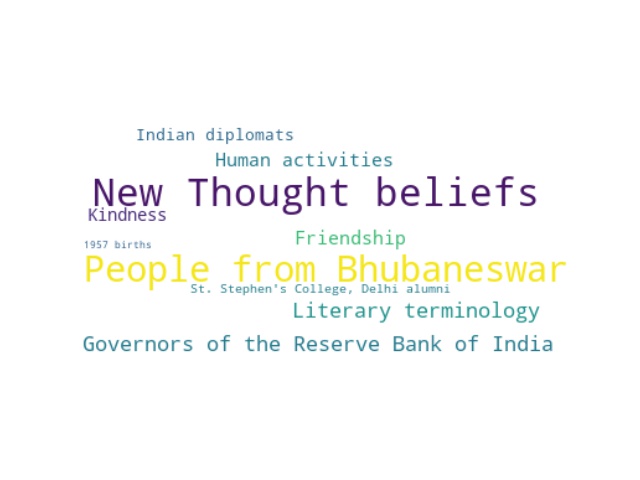 Indian diplomats
Human activities
New Thought beliefs
Kindness
Friendship
1957 births
People from Bhubaneswar
St. Stephen's College, Delhi alumni
Literary terminology
Governors of the Reserve Bank of India